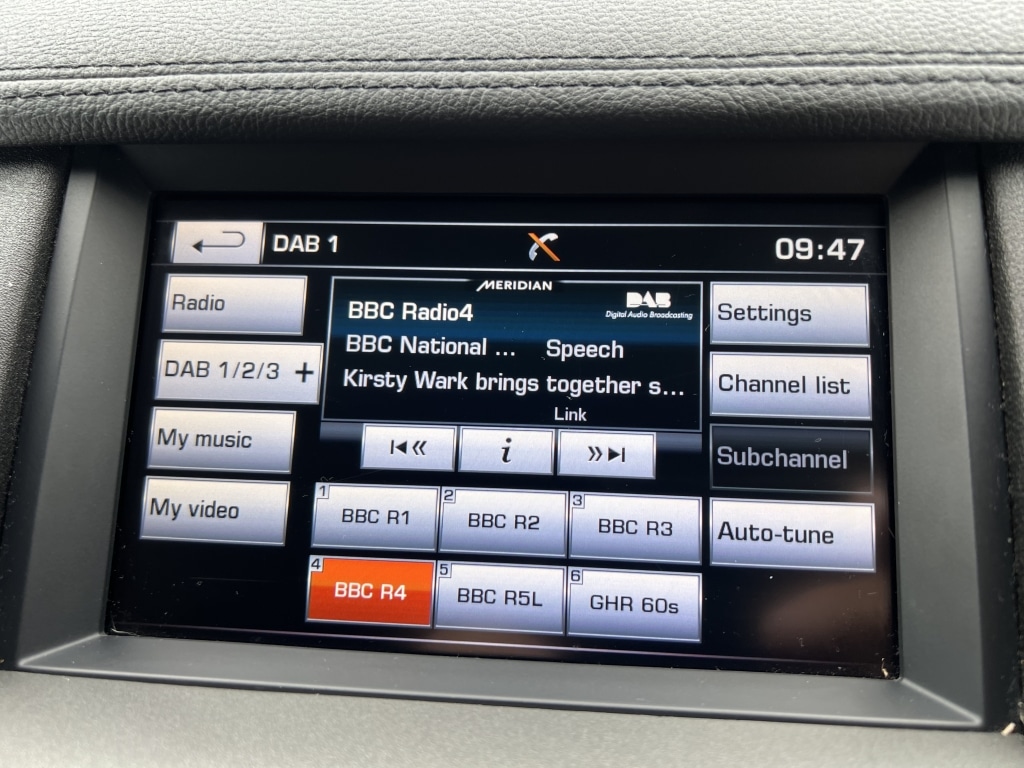 DAB 1
09:47
Radio
DAB 1/2/3 +
My music
My video
MERIDIAN
DAB
Digital Audio Broadcasting
BBC Radio4
BBC National ... Speech
Kirsty Wark brings together s...
Link
i
1 BBC R1
2 BBC R2
3 BBC R3
4 BBC R4
5 BBC R5L
6 GHR 60s
Settings
Channel list
Subchannel
Auto-tune